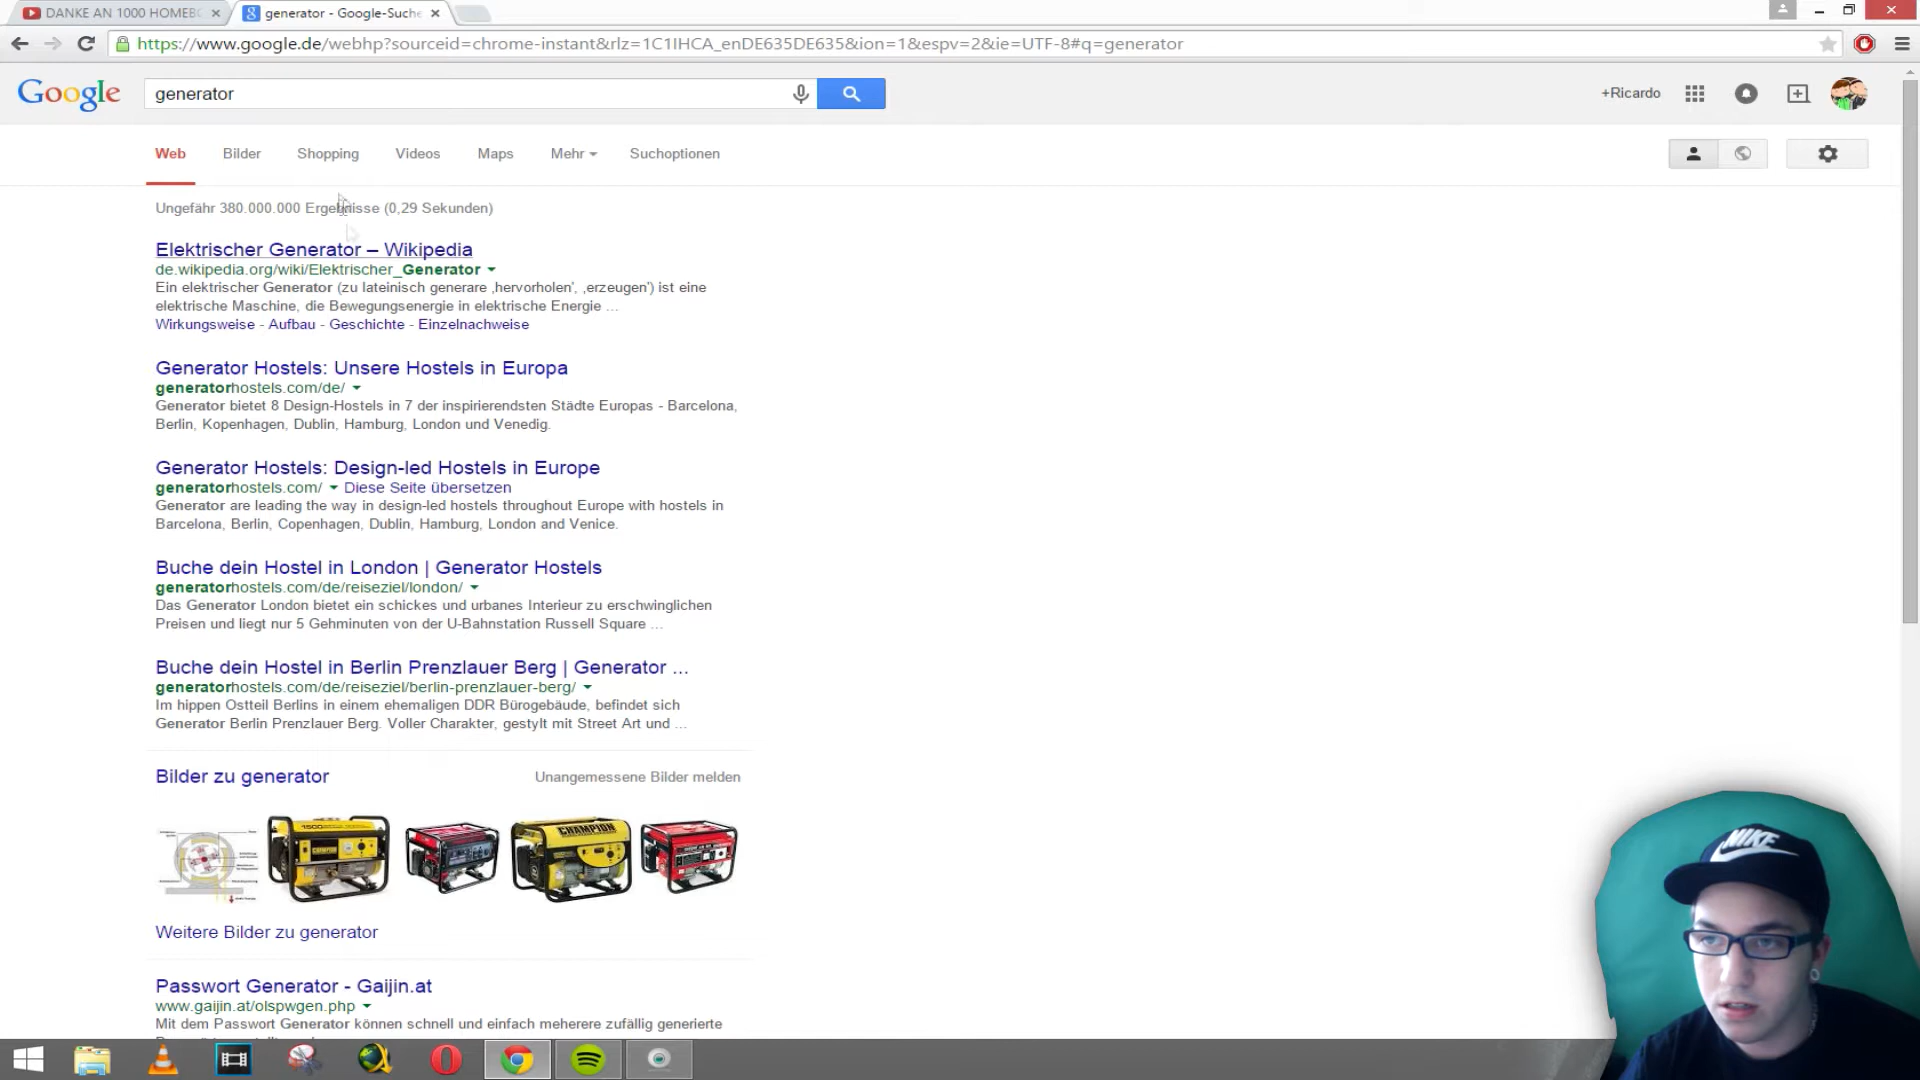 DANKE AN 1000 HOMEBO
generator - Google-Suche
https://www.google.de/webhp?sourceid=chrome-instant&rlz=1C1IHCA_enDE635DE635&ion=1&espv=2&ie=UTF-8#q=generator
Google
generator
+Ricardo
Web Bilder Shopping Videos Maps Mehr Suchoptionen
Ungefähr 380.000.000 Ergebnisse (0,29 Sekunden)
Elektrischer Generator – Wikipedia
de.wikipedia.org/wiki/Elektrischer_Generator
Ein elektrischer Generator (zu lateinisch generare ‚hervorholen', ‚erzeugen') ist eine
elektrische Maschine, die Bewegungsenergie in elektrische Energie ...
Wirkungsweise - Aufbau - Geschichte - Einzelnachweise
Generator Hostels: Unsere Hostels in Europa
generatorhostels.com/de/
Generator bietet 8 Design-Hostels in 7 der inspirierendsten Städte Europas - Barcelona,
Berlin, Kopenhagen, Dublin, Hamburg, London und Venedig.
Generator Hostels: Design-led Hostels in Europe
generatorhostels.com/ Diese Seite übersetzen
Generator are leading the way in design-led hostels throughout Europe with hostels in
Barcelona, Berlin, Copenhagen, Dublin, Hamburg, London and Venice.
Buche dein Hostel in London | Generator Hostels
generatorhostels.com/de/reiseziel/london/
Das Generator London bietet ein schickes und urbanes Interieur zu erschwinglichen
Preisen und liegt nur 5 Gehminuten von der U-Bahnstation Russell Square ...
Buche dein Hostel in Berlin Prenzlauer Berg | Generator ...
generatorhostels.com/de/reiseziel/berlin-prenzlauer-berg/
Im hippen Ostteil Berlins in einem ehemaligen DDR Bürogebäude, befindet sich
Generator Berlin Prenzlauer Berg. Voller Charakter, gestylt mit Street Art und ...
Bilder zu generator Unangemessene Bilder melden
CHAMPION
Weitere Bilder zu generator
Passwort Generator - Gaijin.at
www.gaijin.at/olspwgen.php
Mit dem Passwort Generator können schnell und einfach meherere zufällig generierte
NIKE